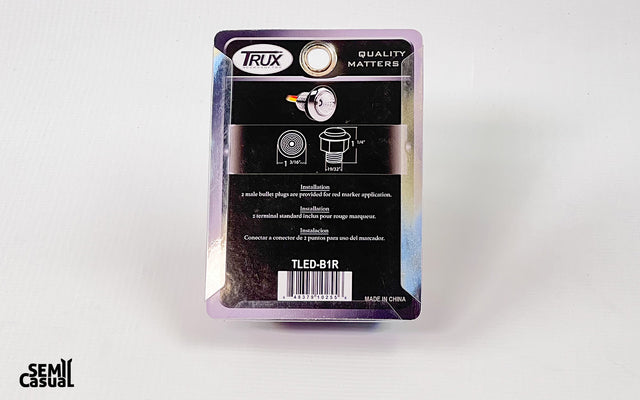 TRUX
QUALITY
MATTERS
1 3/16"
1 1/4"
19/32"
Installation
2 male bullet plugs are provided for red marker application.
Installation
2 terminal standard inclus pour rouge marqueur.
Instalacion
Conectar a conector de 2 puntos para uso del marcador.
TLED-B1R
MADE IN CHINA
SEMI
CasuaL